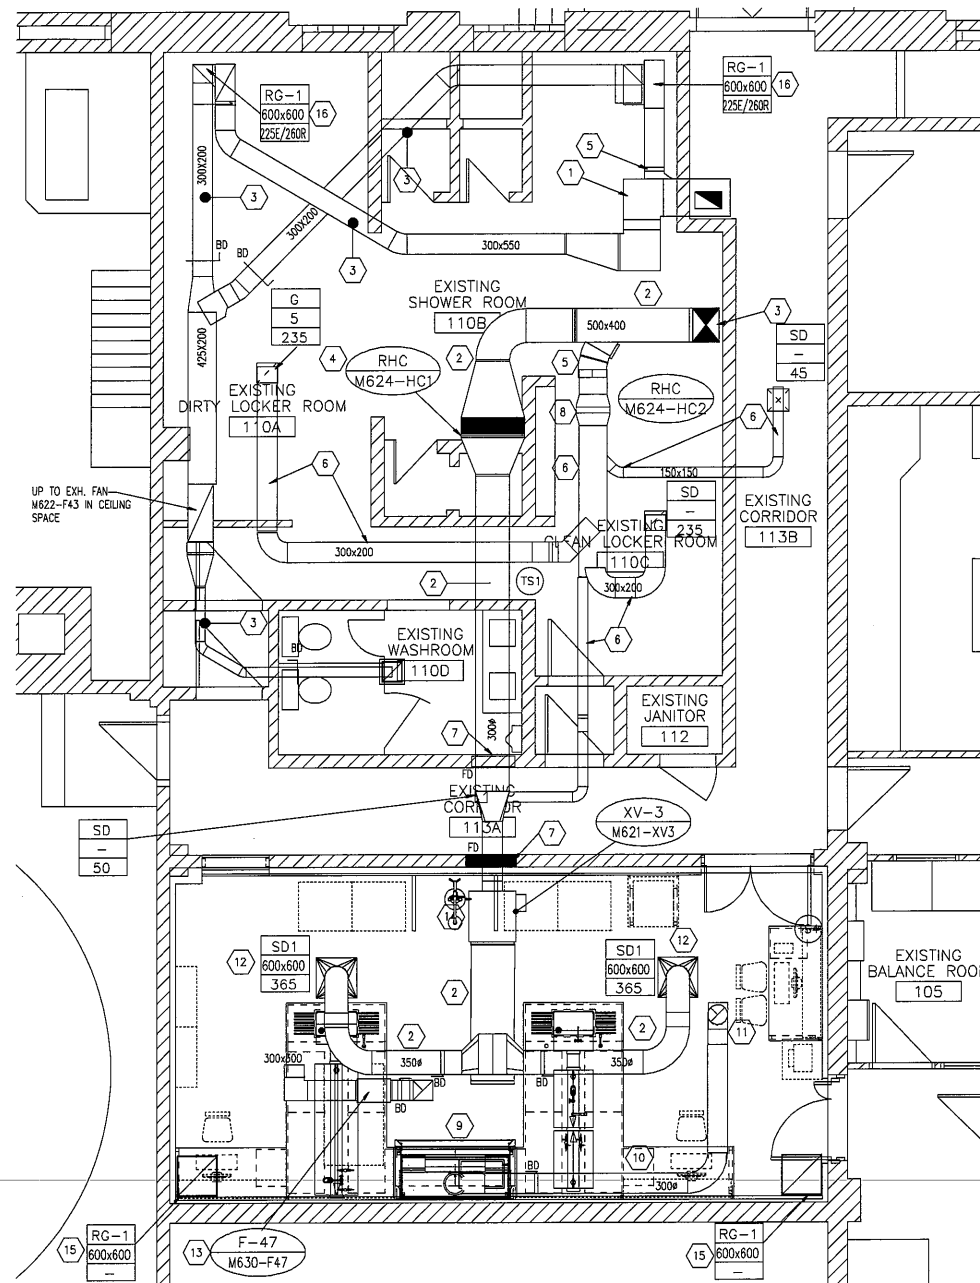 RG-1
600x600
225E/260R
16
RG-1
600x600
225E/260R
16
5
1
3
300X200
3
300X200
3
BD
BD
300x550
EXISTING
SHOWER ROOM
110B
2
500x400
3
G
5
235
SD
–
45
425X200
4
RHC
M624-HC1
2
5
RHC
M624-HC2
EXISTING
DIRTY LOCKER ROOM
110A
8
6
6
6
150x150
UP TO EXH. FAN
M622-F43 IN CEILING
SPACE
SD
–
235
EXISTING
CORRIDOR
113B
EXISTING
CLEAN LOCKER ROOM
110C
300x200
2
TS1
300x200
3
6
BD
EXISTING
WASHROOM
110D
EXISTING
JANITOR
112
300ø
7
FD
EXISTING
CORRIDOR
113A
XV-3
M621-XV3
SD
–
50
FD
7
12
SD1
600x600
365
SD1
600x600
365
12
EXISTING
BALANCE ROOM
105
2
2
2
11
350ø
350ø
300x300
BD
BD
BD
9
BD
10
300ø
RG-1
600x600
–
15
13
F-47
M630-F47
15
RG-1
600x600
–